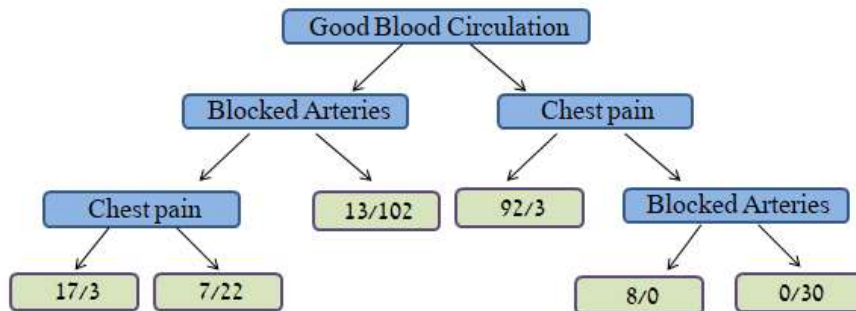 Good Blood Circulation
Blocked Arteries
Chest pain
Chest pain
13/102
92/3
Blocked Arteries
17/3
7/22
8/0
0/30